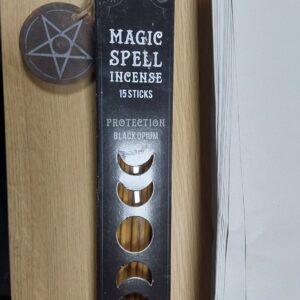 MAGIC
SPELL
INCENSE
15 STICKS
PROTECTION
BLACK OPIUM